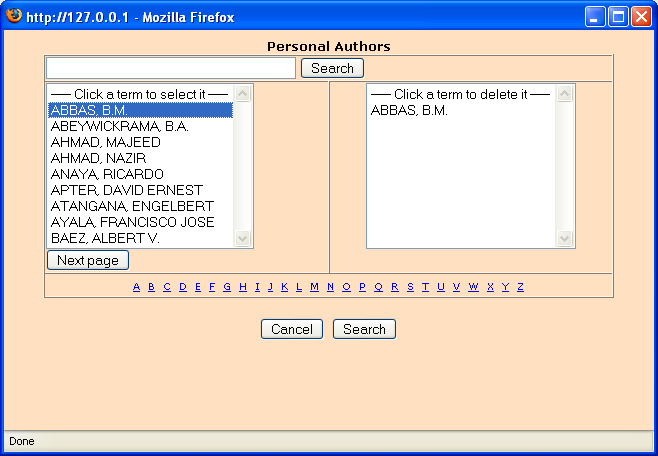 http://127.0.0.1 - Mozilla Firefox
Personal Authors
Search
── Click a term to select it ──
ABBAS, B.M.
ABEYWICKRAMA, B.A.
AHMAD, MAJEED
AHMAD, NAZIR
ANAYA, RICARDO
APTER, DAVID ERNEST
ATANGANA, ENGELBERT
AYALA, FRANCISCO JOSE
BAEZ, ALBERT V.
── Click a term to delete it ──
ABBAS, B.M.
Next page
A B C D E F G H I J K L M N O P Q R S T U V W X Y Z
Cancel Search
Done